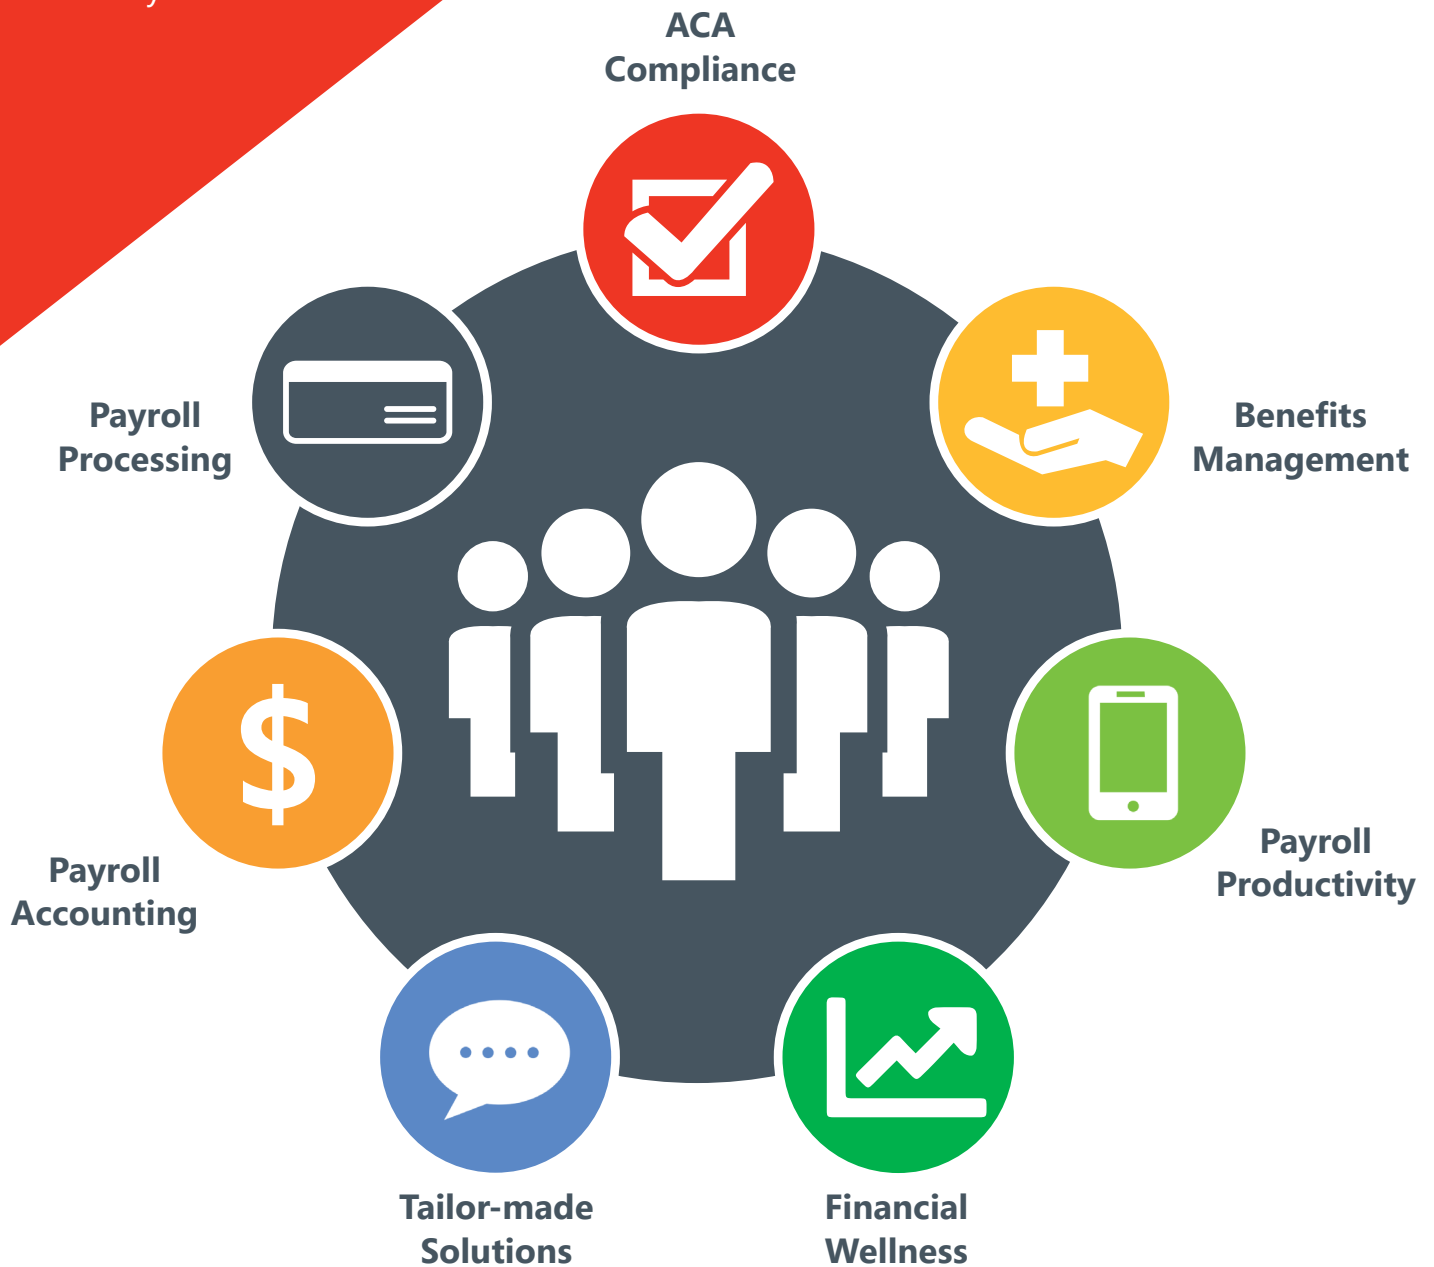 ACA
Compliance
Payroll
Processing
Benefits
Management
$
Payroll
Productivity
Payroll
Accounting
Tailor-made
Solutions
Financial
Wellness